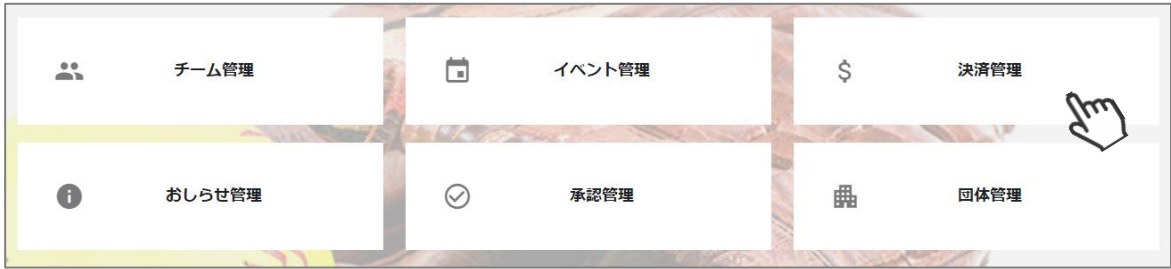 チーム管理
イベント管理
決済管理
おしらせ管理
承認管理
団体管理